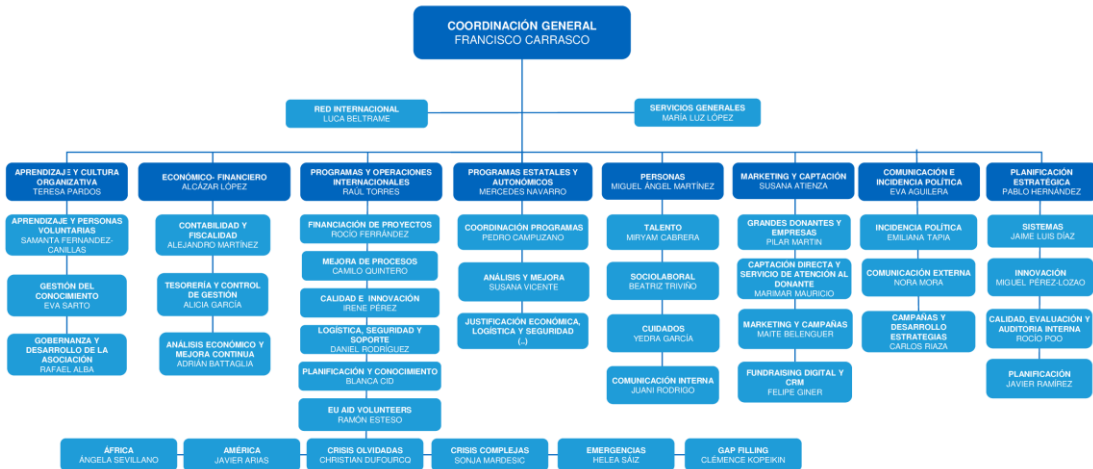 COORDINACIÓN GENERAL
FRANCISCO CARRASCO
RED INTERNACIONAL
LUCA BELTRAME
SERVICIOS GENERALES
MARÍA LUZ LÓPEZ
APRENDIZAJE Y CULTURA
ORGANIZATIVA
TERESA PARDOS
APRENDIZAJE Y PERSONAS
VOLUNTARIAS
SAMANTA FERNANDEZ-
CANILLAS
GESTIÓN DEL
CONOCIMIENTO
EVA SARTO
GOBERNANZA Y
DESARROLLO DE LA
ASOCIACIÓN
RAFAEL ALBA
ECONÓMICO- FINANCIERO
ALCÁZAR LÓPEZ
CONTABILIDAD Y
FISCALIDAD
ALEJANDRO MARTÍNEZ
TESORERÍA Y CONTROL
DE GESTIÓN
ALICIA GARCÍA
ANÁLISIS ECONÓMICO Y
MEJORA CONTINUA
ADRIÁN BATTAGLIA
PROGRAMAS Y OPERACIONES
INTERNACIONALES
RAÚL TORRES
FINANCIACIÓN DE PROYECTOS
ROCÍO FERRÁNDEZ
MEJORA DE PROCESOS
CAMILO QUINTERO
CALIDAD E INNOVACIÓN
IRENE PÉREZ
LOGÍSTICA, SEGURIDAD Y
SOPORTE
DANIEL RODRÍGUEZ
PLANIFICACIÓN Y CONOCIMIENTO
BLANCA CID
EU AID VOLUNTEERS
RAMÓN ESTESO
PROGRAMAS ESTATALES Y
AUTONÓMICOS
MERCEDES NAVARRO
COORDINACIÓN PROGRAMAS
PEDRO CAMPUZANO
ANÁLISIS Y MEJORA
SUSANA VICENTE
JUSTIFICACIÓN ECONÓMICA,
LOGÍSTICA Y SEGURIDAD
(..)
PERSONAS
MIGUEL ÁNGEL MARTÍNEZ
TALENTO
MIRYAM CABRERA
SOCIOLABORAL
BEATRIZ TRIVIÑO
CUIDADOS
YEDRA GARCÍA
COMUNICACIÓN INTERNA
JUANI RODRIGO
MARKETING Y CAPTACIÓN
SUSANA ATIENZA
GRANDES DONANTES Y
EMPRESAS
PILAR MARTIN
CAPTACIÓN DIRECTA Y
SERVICIO DE ATENCIÓN AL
DONANTE
MARIMAR MAURICIO
MARKETING Y CAMPAÑAS
MAITE BELENGUER
FUNDRAISING DIGITAL Y
CRM
FELIPE GINER
COMUNICACIÓN E
INCIDENCIA POLÍTICA
EVA AGUILERA
INCIDENCIA POLÍTICA
EMILIANA TAPIA
COMUNICACIÓN EXTERNA
NORA MORA
CAMPAÑAS Y
DESARROLLO
ESTRATEGIAS
CARLOS RIAZA
PLANIFICACIÓN
ESTRATÉGICA
PABLO HERNÁNDEZ
SISTEMAS
JAIME LUIS DÍAZ
INNOVACIÓN
MIGUEL PÉREZ-LOZAO
CALIDAD, EVALUACIÓN Y
AUDITORIA INTERNA
ROCÍO POO
PLANIFICACIÓN
JAVIER RAMÍREZ
ÁFRICA
ÁNGELA SEVILLANO
AMÉRICA
JAVIER ARIAS
CRISIS OLVIDADAS
CHRISTIAN DUFOURCQ
CRISIS COMPLEJAS
SONJA MARDESIC
EMERGENCIAS
HELEA SÁIZ
GAP FILLING
CLÉMENCE KOPEIKIN